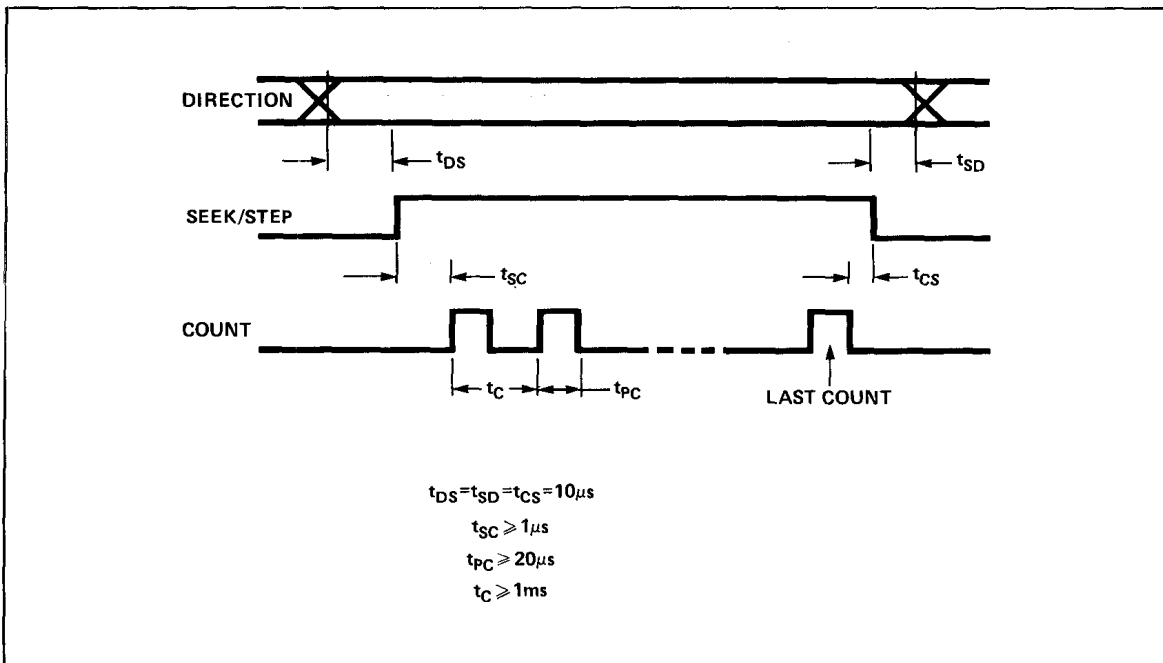 DIRECTION
t_DS
t_SD
SEEK/STEP
t_SC
t_CS
COUNT
t_C
t_PC
LAST COUNT
t_DS=t_SD=t_CS=10μs
t_SC ⩾ 1μs
t_PC ⩾ 20μs
t_C ⩾ 1ms